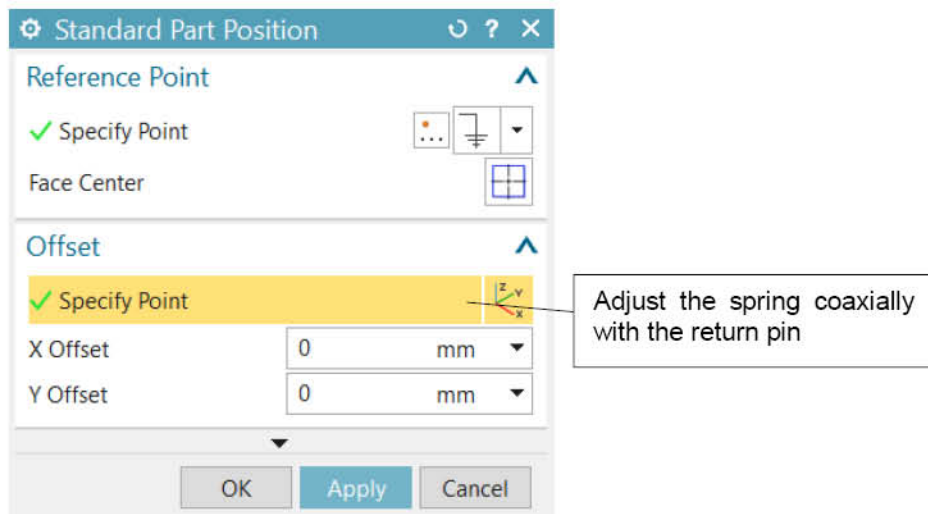 Standard Part Position ? ×
Reference Point
Specify Point
Face Center
Offset
Specify Point Z Y X
X Offset 0 mm
Y Offset 0 mm
OK Apply Cancel
Adjust the spring coaxially
with the return pin